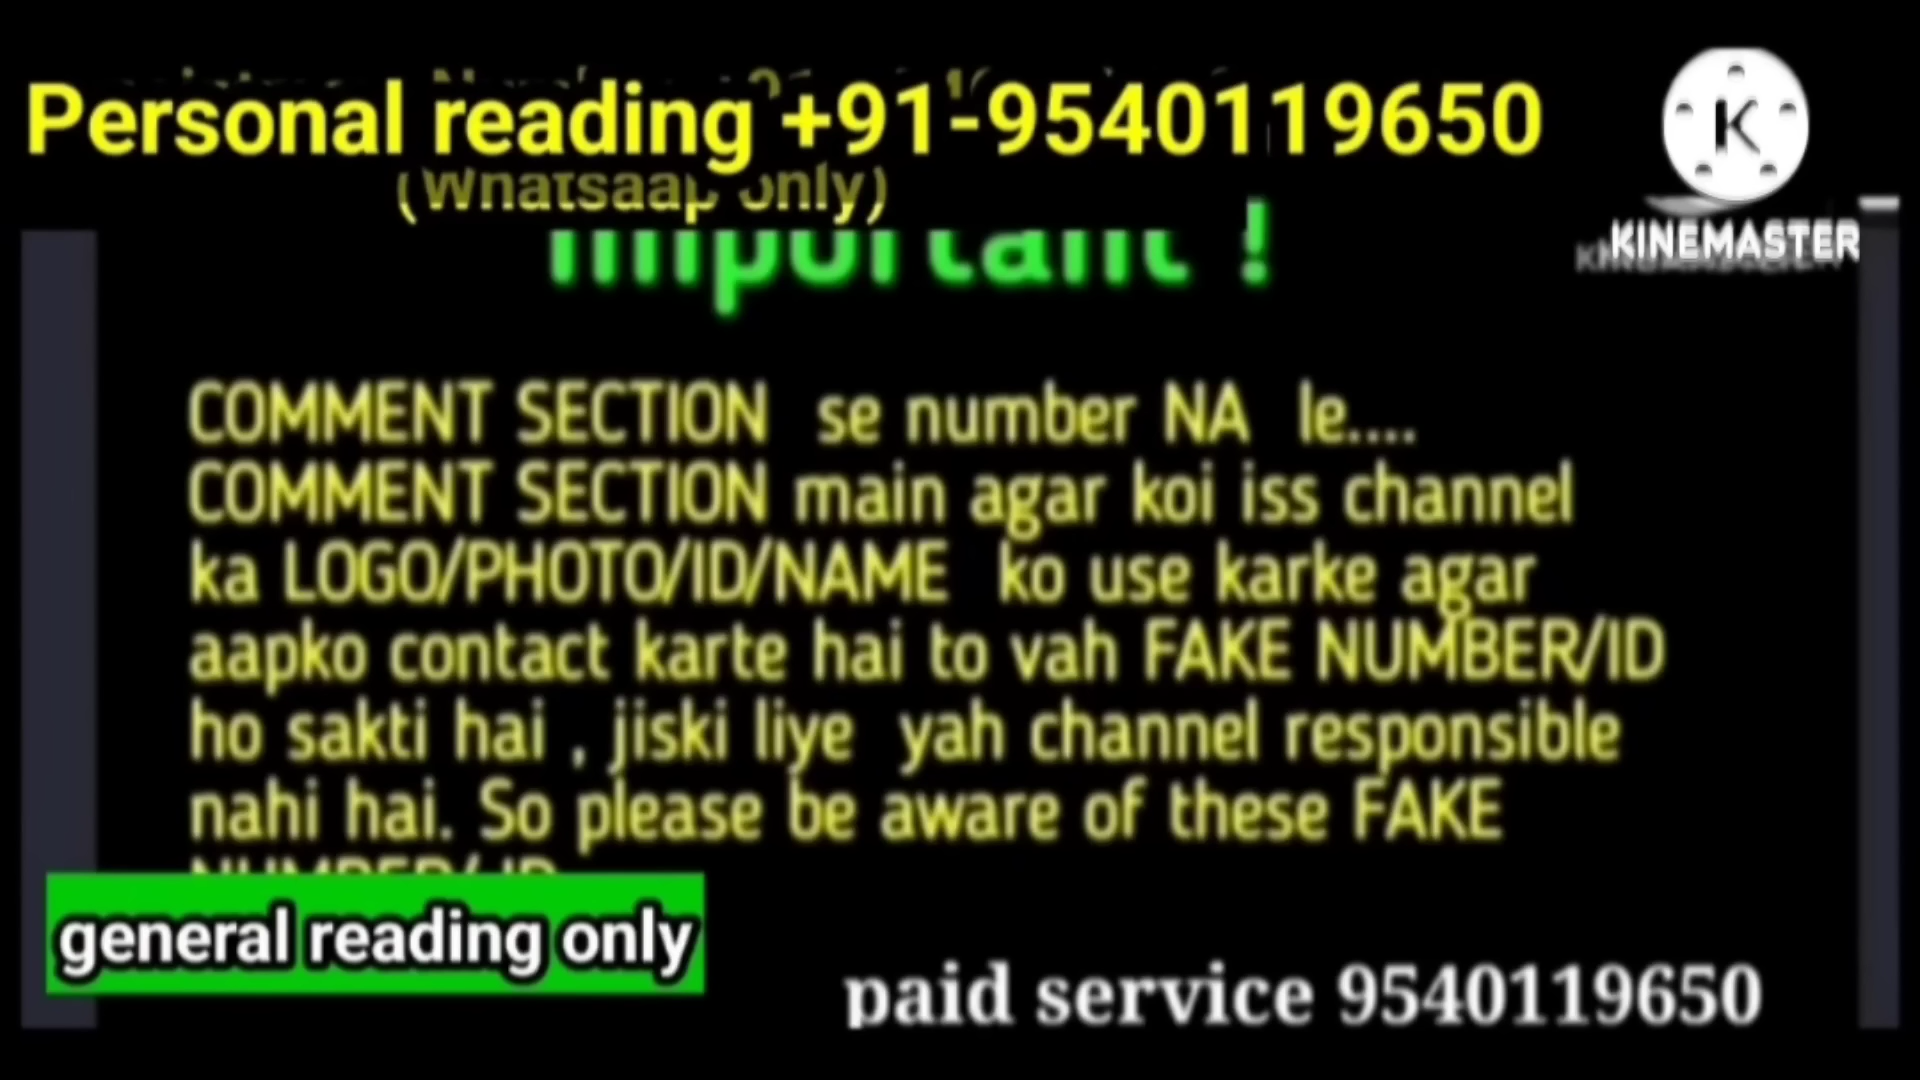 Personal reading +91-9540119650
(Whatsaap only)
Important !
K
KINEMASTER
COMMENT SECTION se number NA le....
COMMENT SECTION main agar koi iss channel
ka LOGO/PHOTO/ID/NAME ko use karke agar
aapko contact karte hai to vah FAKE NUMBER/ID
ho sakti hai , jiski liye yah channel responsible
nahi hai. So please be aware of these FAKE
NUMBER/ ID
general reading only
paid service 9540119650